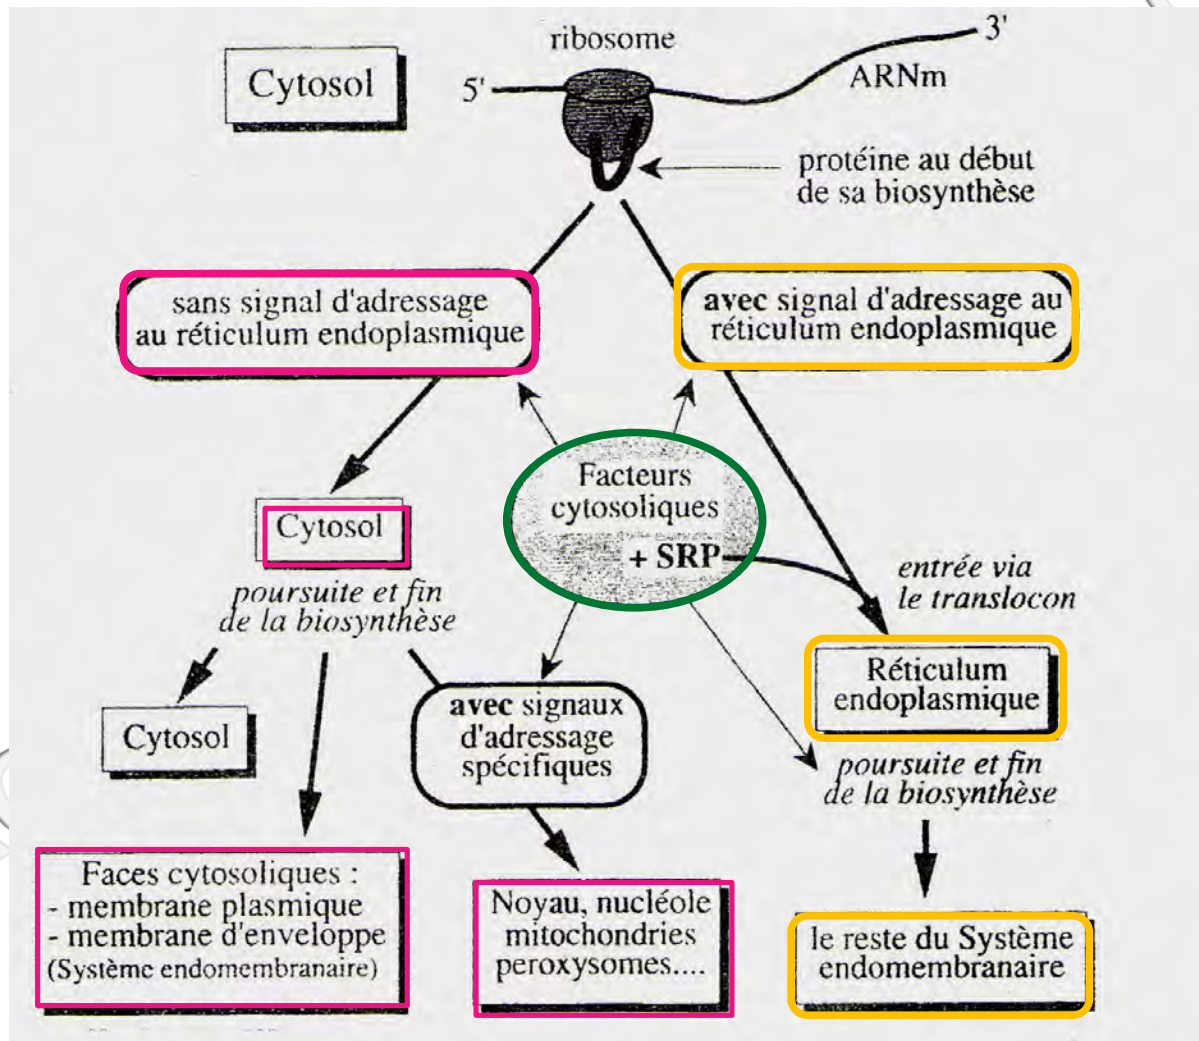 ribosome
3'
Cytosol
5'
ARNm
protéine au début
de sa biosynthèse
sans signal d'adressage
au réticulum endoplasmique
avec signal d'adressage au
réticulum endoplasmique
Facteurs
cytosoliques
+ SRP
Cytosol
poursuite et fin
de la biosynthèse
entrée via
le translocon
Réticulum
endoplasmique
avec signaux
d'adressage
spécifiques
Cytosol
poursuite et fin
de la biosynthèse
Faces cytosoliques :
- membrane plasmique
- membrane d'enveloppe
(Système endomembranaire)
Noyau, nucléole
mitochondries
peroxysomes....
le reste du Système
endomembranaire